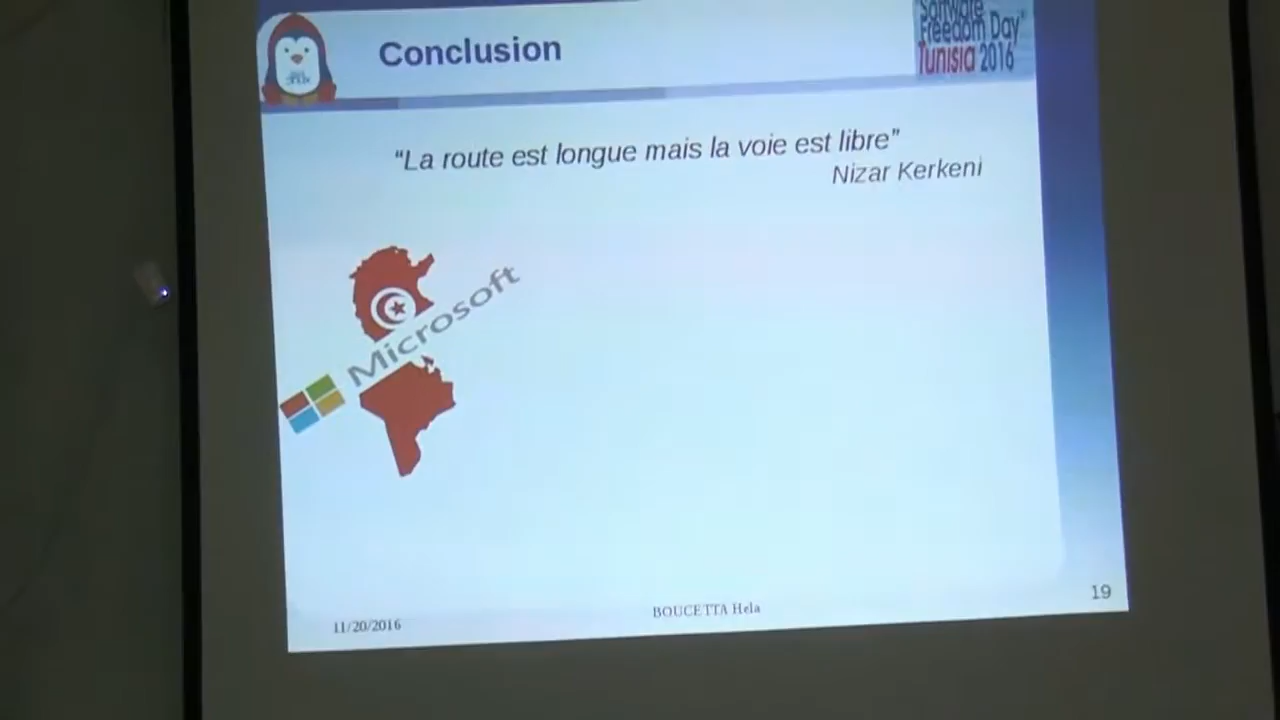 Conclusion
Software
Freedom Day
Tunisia 2016
“La route est longue mais la voie est libre”
Nizar Kerkeni
Microsoft
11/20/2016
BOUCETTA Hela
19